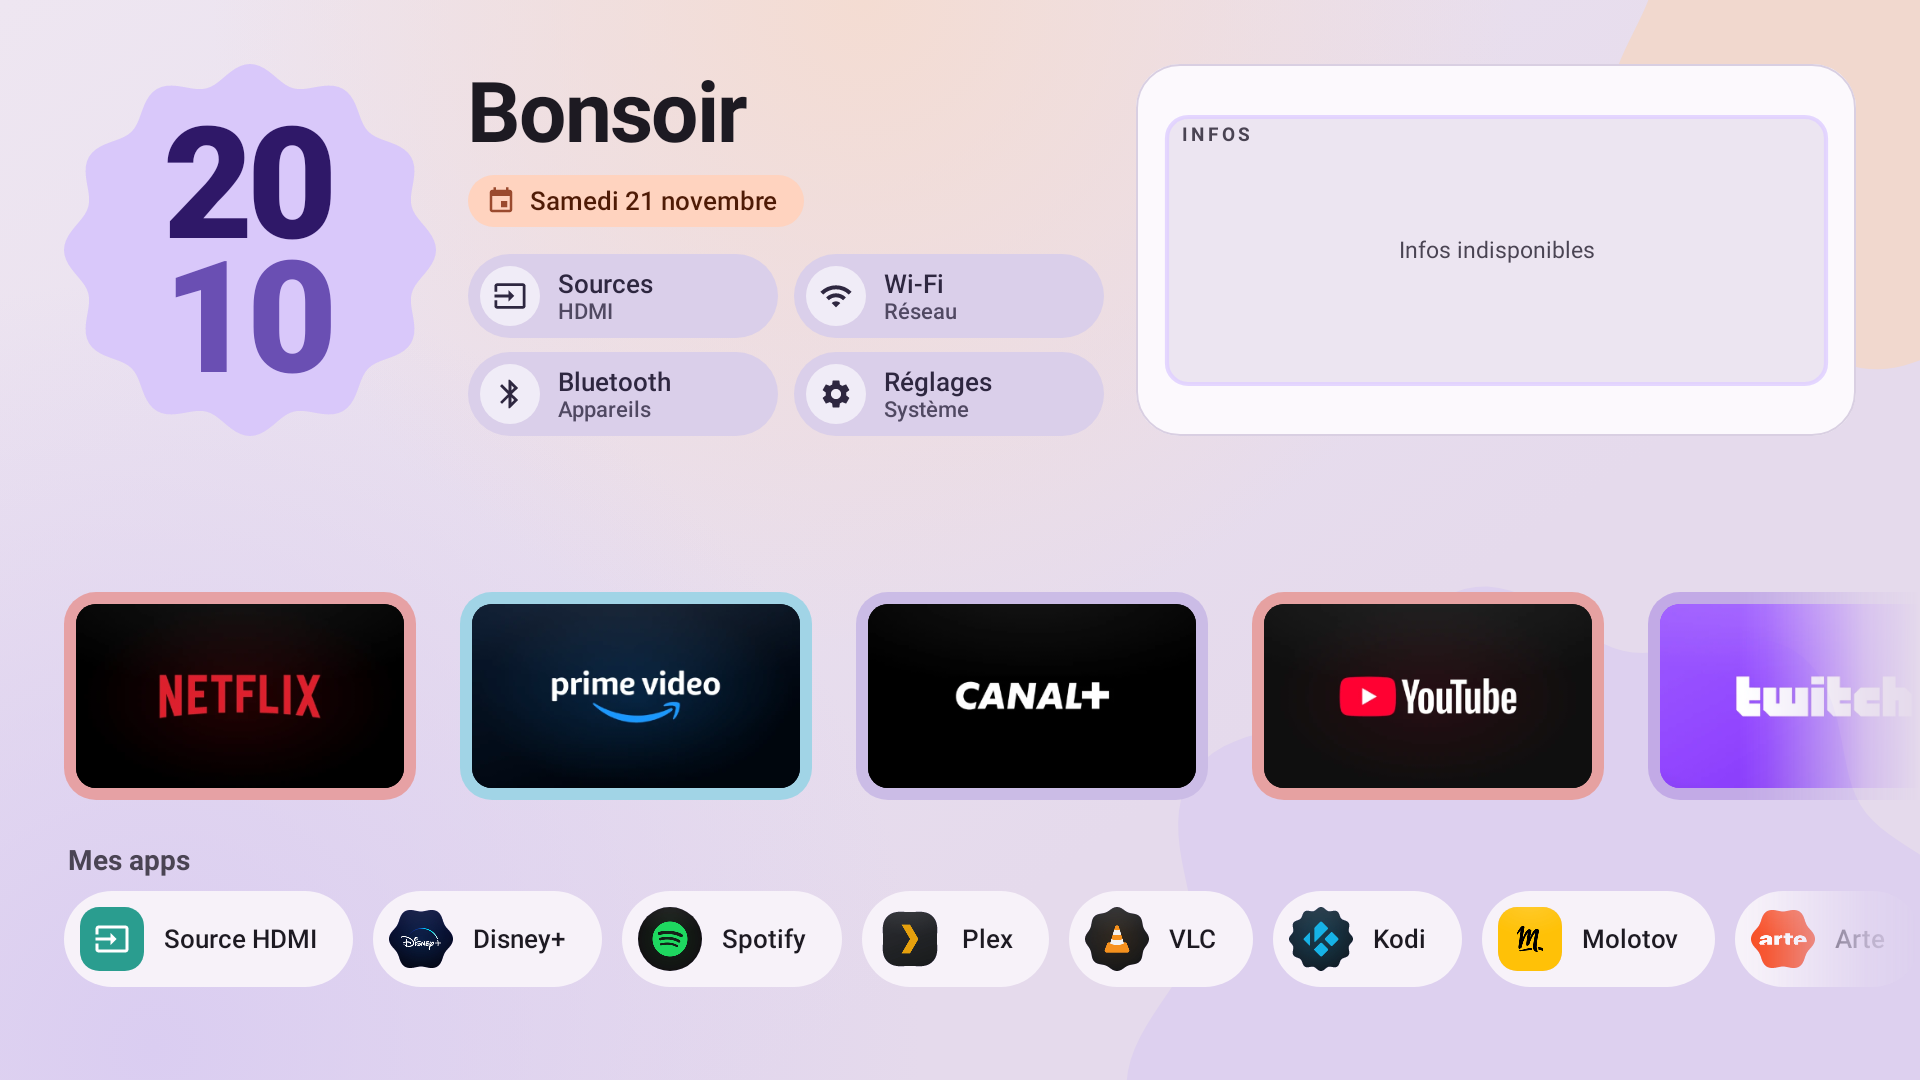 20
10
Bonsoir
Samedi 21 novembre
Sources
HDMI
Wi-Fi
Réseau
Bluetooth
Appareils
Réglages
Système
INFOS
Infos indisponibles
NETFLIX
prime video
CANAL+
YouTube
twitch
Mes apps
Source HDMI
Disney+
Disney+
Spotify
Plex
VLC
Kodi
M
Molotov
arte
Arte